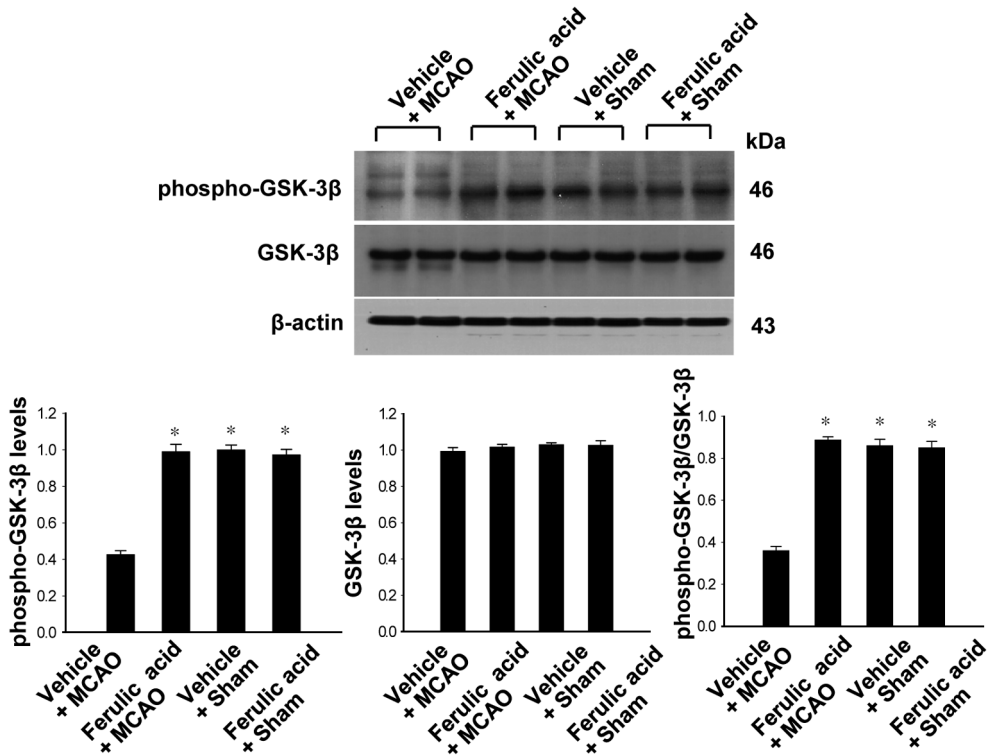 Vehicle
+ MCAO
Ferulic acid
+ MCAO
Vehicle
+ Sham
Ferulic acid
+ Sham
kDa
phospho-GSK-3β
46
GSK-3β
46
β-actin
43
phospho-GSK-3β levels
1.2
1.0
0.8
0.6
0.4
0.2
0.0
*
*
*
Vehicle
+ MCAO
Ferulic acid
+ MCAO
Vehicle
+ Sham
Ferulic acid
+ Sham
GSK-3β levels
1.2
1.0
0.8
0.6
0.4
0.2
0.0
Vehicle
+ MCAO
Ferulic acid
+ MCAO
Vehicle
+ Sham
Ferulic acid
+ Sham
phospho-GSK-3β/GSK-3β
1.0
0.8
0.6
0.4
0.2
0.0
*
*
*
Vehicle
+ MCAO
Ferulic acid
+ MCAO
Vehicle
+ Sham
Ferulic acid
+ Sham